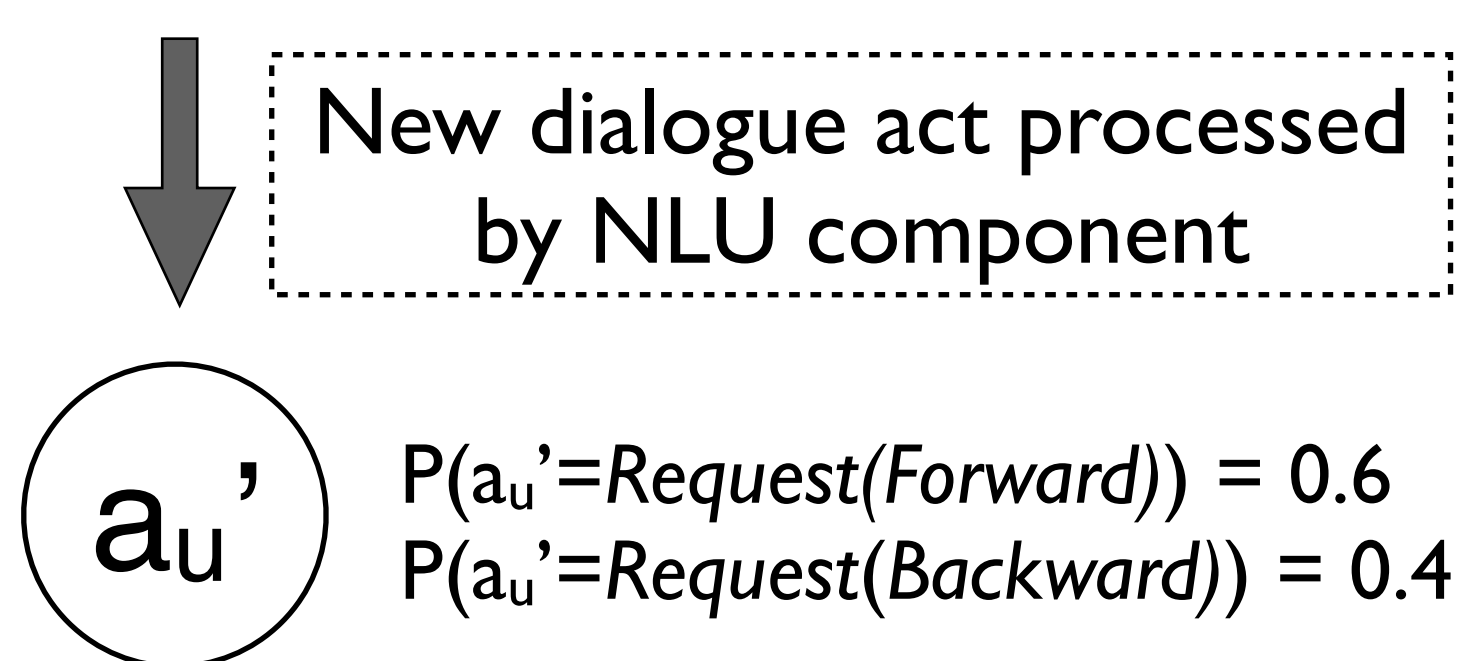 New dialogue act processed
by NLU component
P(au’=Request(Forward)) = 0.6
au’
P(au’=Request(Backward)) = 0.4